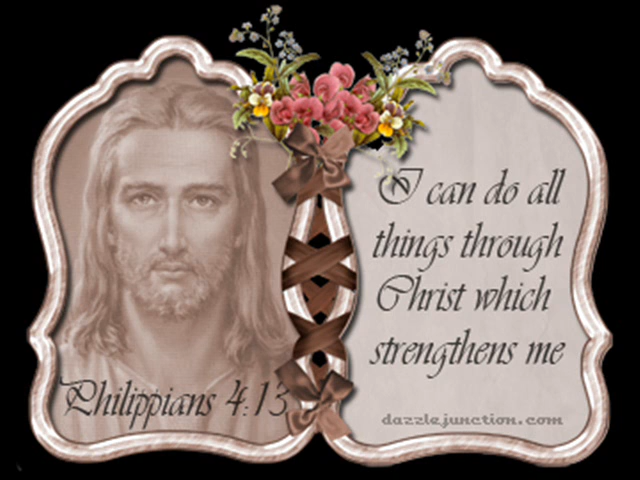 Philippians 4:13
I can do all
things through
Christ which
strengthens me
dazzlejunction.com